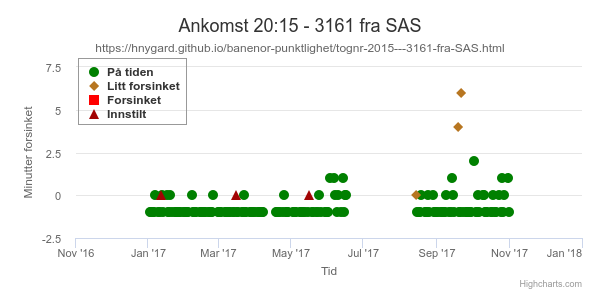 Ankomst 20:15 - 3161 fra SAS
https://hnygard.github.io/banenor-punktlighet/tognr-2015---3161-fra-SAS.html
7.5
5
2.5
0
-2.5
Minutter forsinket
På tiden
Litt forsinket
Forsinket
Innstilt
Nov '16
Jan '17
Mar '17
May '17
Jul '17
Sep '17
Nov '17
Jan '18
Tid
Highcharts.com